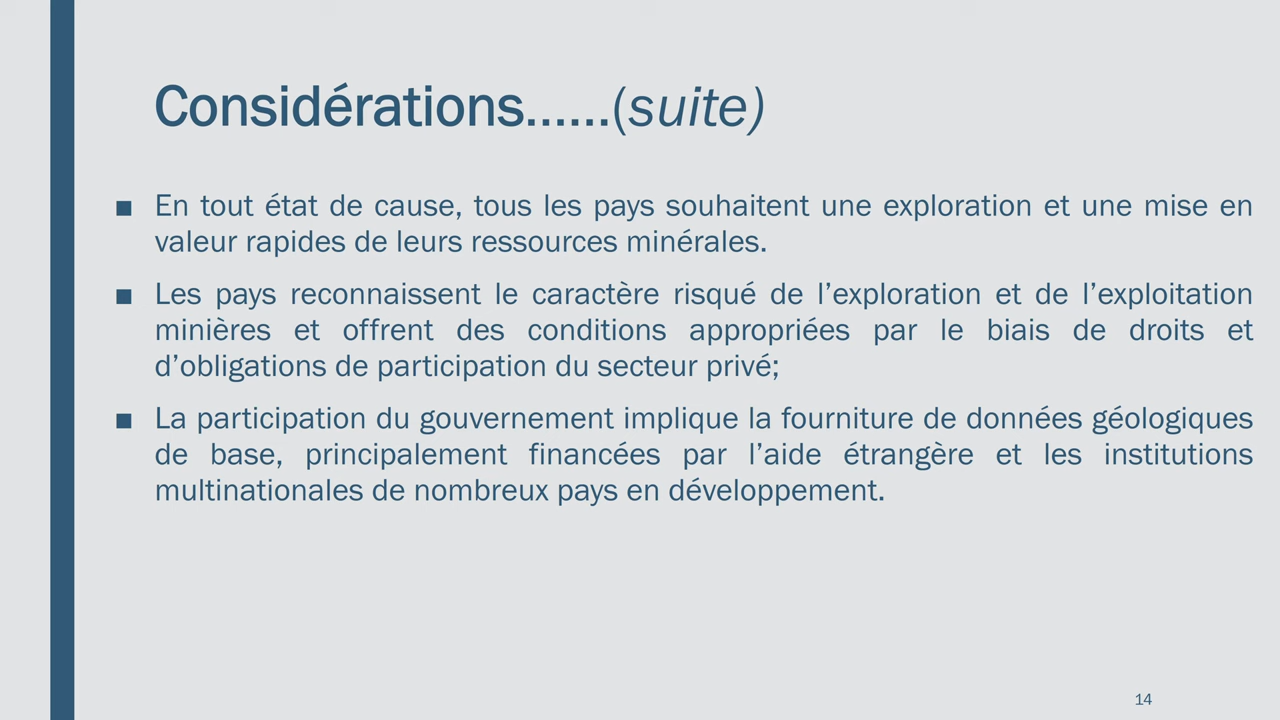 Considérations......(suite)
■ En tout état de cause, tous les pays souhaitent une exploration et une mise en
valeur rapides de leurs ressources minérales.
■ Les pays reconnaissent le caractère risqué de l’exploration et de l’exploitation
minières et offrent des conditions appropriées par le biais de droits et
d’obligations de participation du secteur privé;
■ La participation du gouvernement implique la fourniture de données géologiques
de base, principalement financées par l’aide étrangère et les institutions
multinationales de nombreux pays en développement.
14